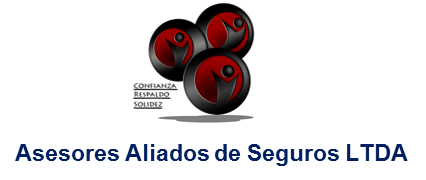 CONFIANZA
RESPALDO
SOLIDEZ
Asesores Aliados de Seguros LTDA